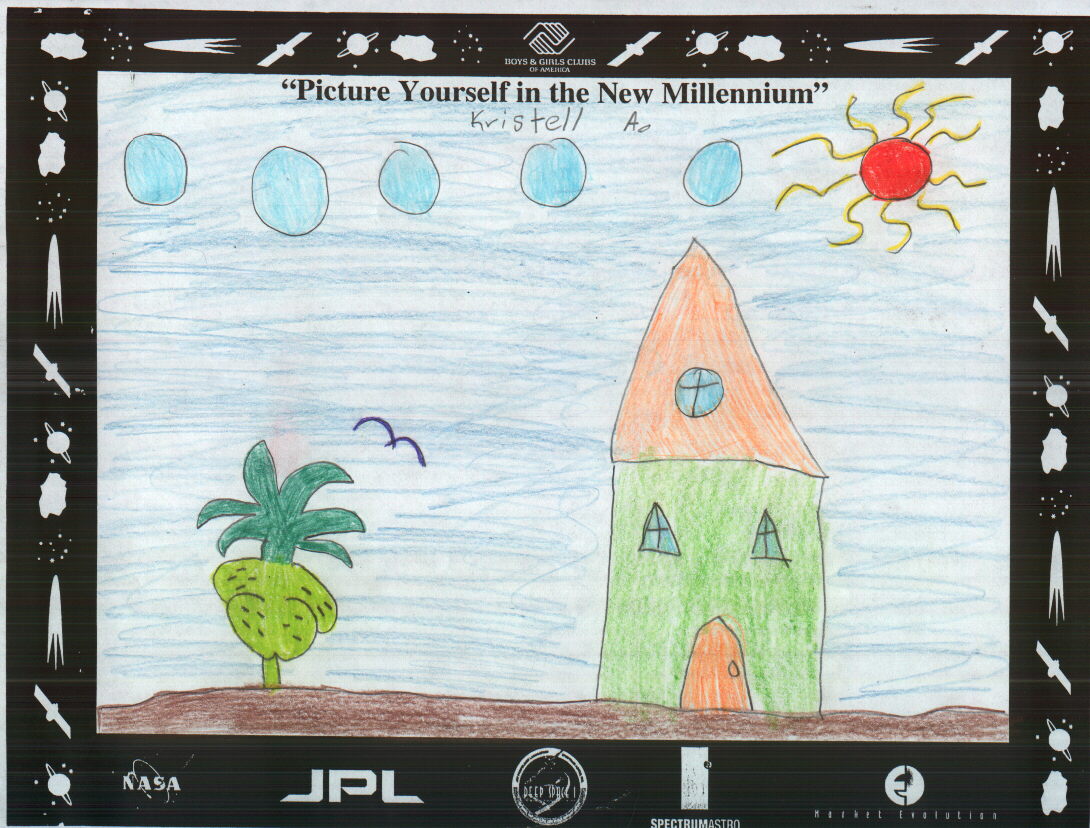 BOYS & GIRLS CLUBS
OF AMERICA
“Picture Yourself in the New Millennium”
Kristell A.
NASA
JPL
DEEP SPACE 1
SPECTRUMASTRO
Market Evolution